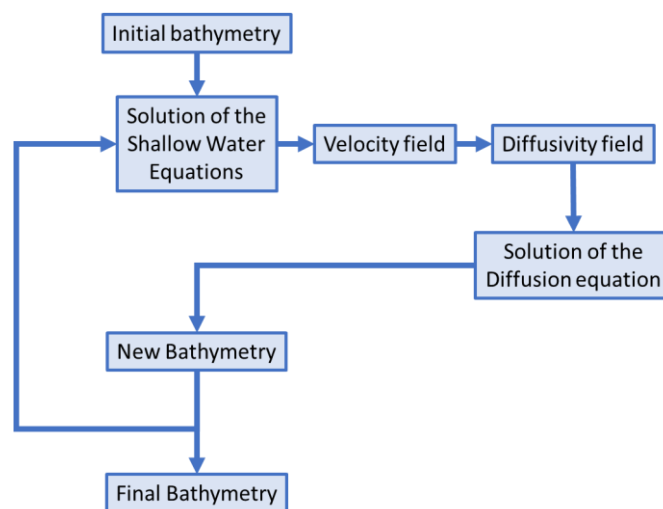 Initial bathymetry
Solution of the
Shallow Water
Equations
Velocity field
Diffusivity field
Solution of the
Diffusion equation
New Bathymetry
Final Bathymetry